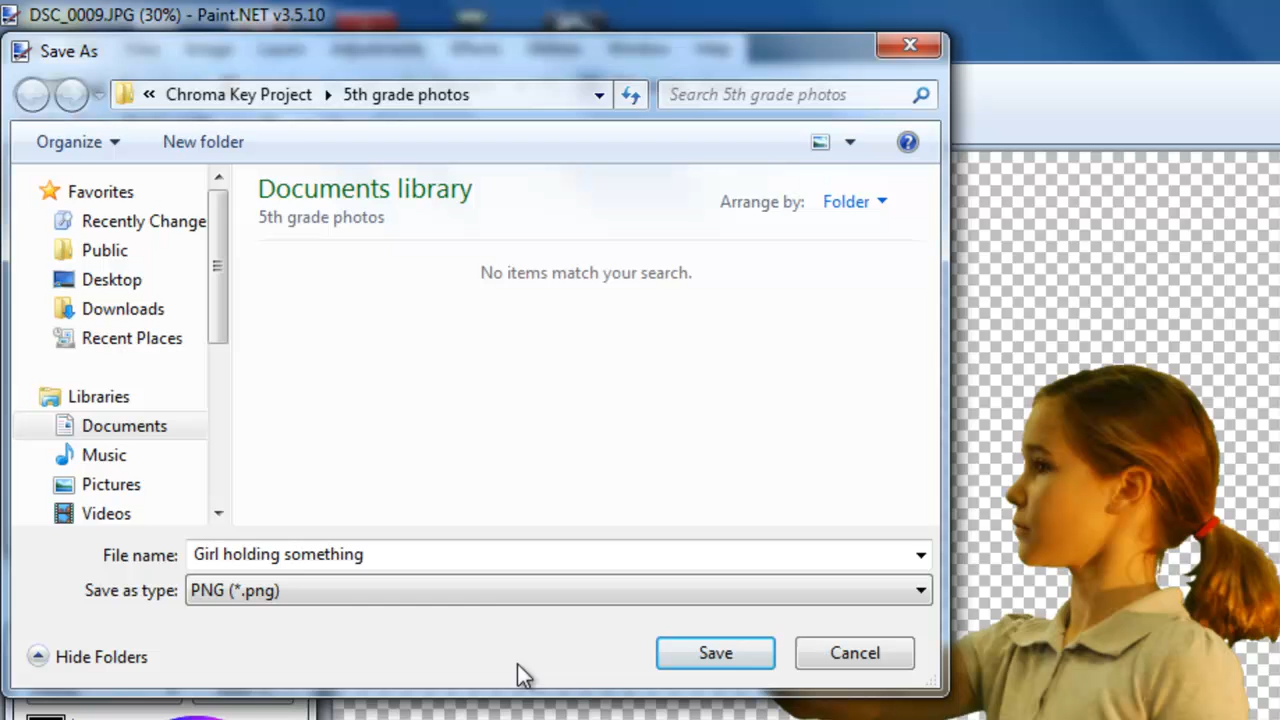 DSC_0009.JPG (30%) - Paint.NET v3.5.10
Save As
« Chroma Key Project 5th grade photos
Search 5th grade photos
Organize New folder
Favorites
Recently Change
Public
Desktop
Downloads
Recent Places
Libraries
Documents
Music
Pictures
Videos
Documents library
5th grade photos
Arrange by: Folder
No items match your search.
File name: Girl holding something
Save as type: PNG (*.png)
Hide Folders
Save Cancel